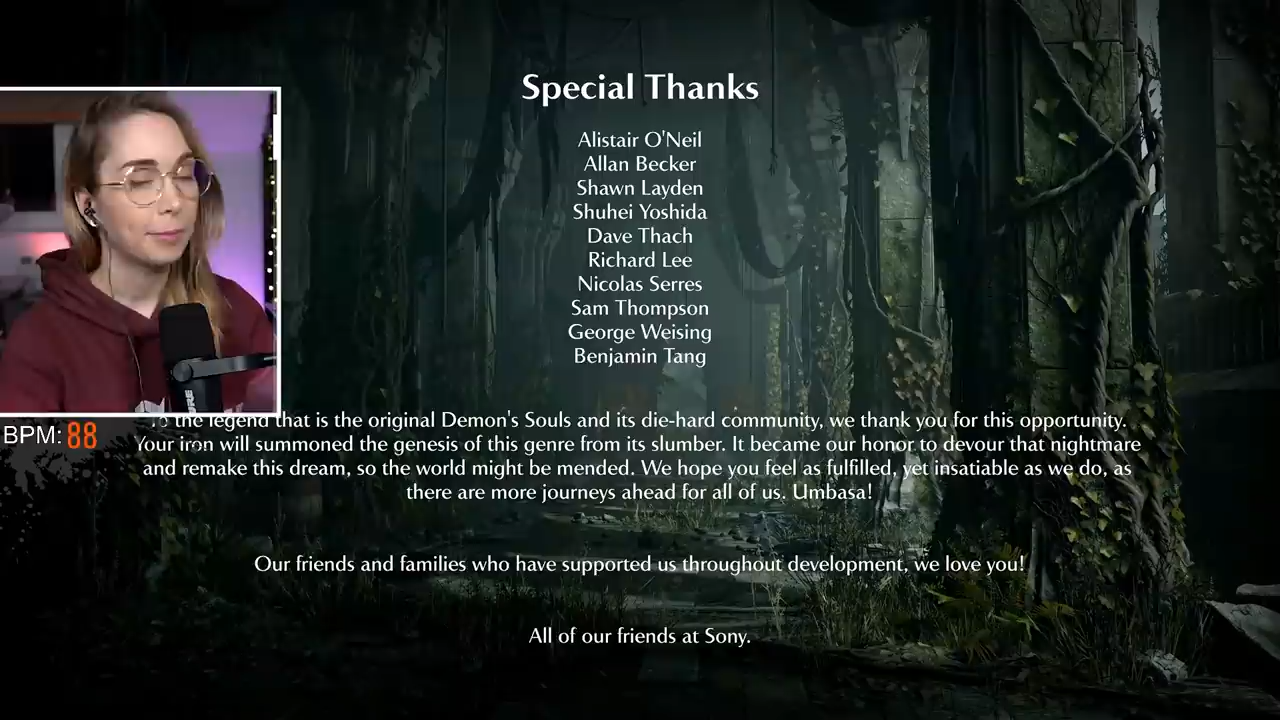 Special Thanks
Alistair O'Neil
Allan Becker
Shawn Layden
Shuhei Yoshida
Dave Thach
Richard Lee
Nicolas Serres
Sam Thompson
George Weising
Benjamin Tang
the legend that is the original Demon's Souls and its die-hard community, we thank you for this opportunity.
Your iron will summoned the genesis of this genre from its slumber. It became our honor to devour that nightmare
and remake this dream, so the world might be mended. We hope you feel as fulfilled, yet insatiable as we do, as
there are more journeys ahead for all of us. Umbasa!
Our friends and families who have supported us throughout development, we love you!
All of our friends at Sony.
BPM: 88